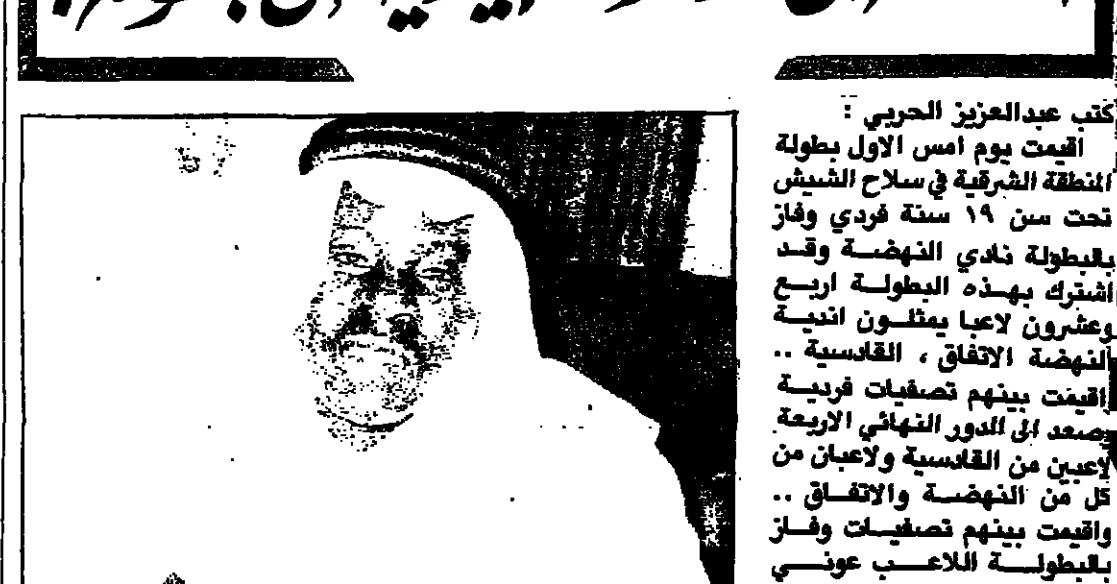 كتب عبدالعزيز الحربي :
اقيمت يوم امس الاول بطولة
المنطقة الشرقية في سلاح الشيش
تحت سن ١٩ سنة فردي وفاز
بالبطولة نادي النهضة وقد
اشترك بهذه البطولة اربع
وعشرون لاعبا يمثلون اندية
النهضة الاتفاق ، القادسية ..
واقيمت بينهم تصفيات فردية
وصعد الى الدور النهائي الاربعة
لاعبين من القادسية ولاعبان من
كل من النهضة والاتفاق ..
واقيمت بينهم تصفيات وفاز
بالبطولة اللاعب عوني